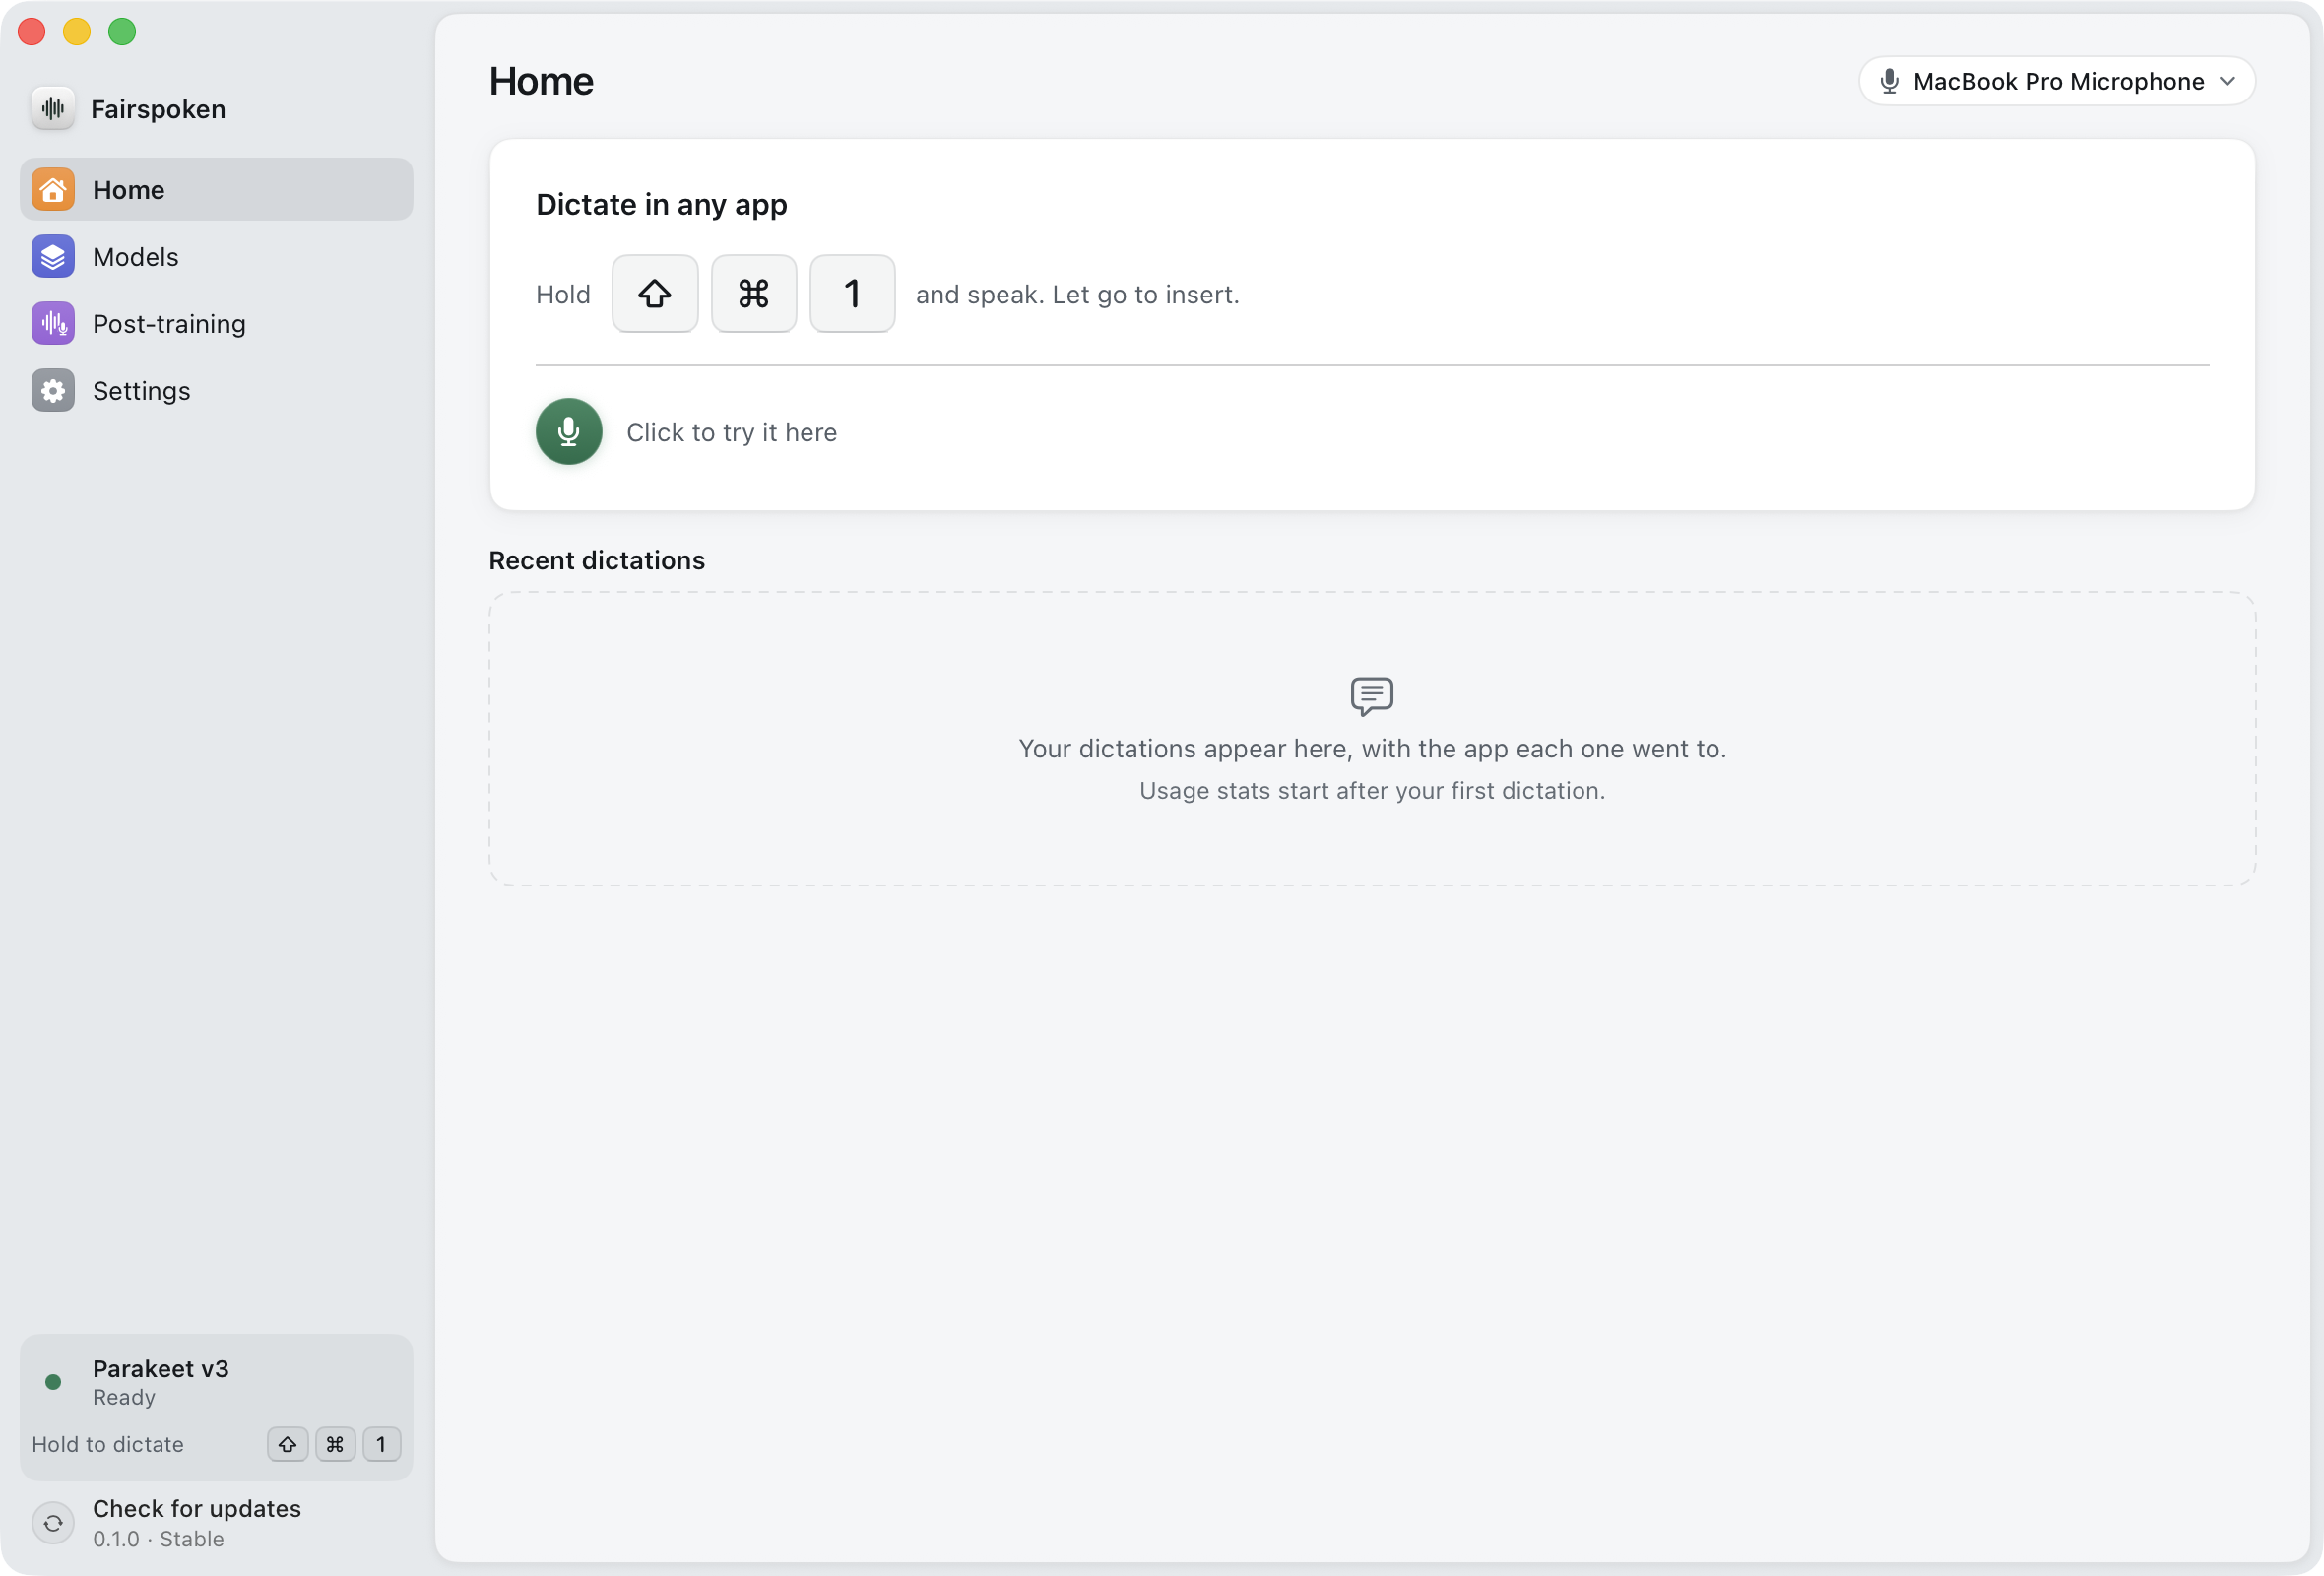 Fairspoken
Home
Models
Post-training
Settings
Parakeet v3
Ready
Hold to dictate ⇧ ⌘ 1
Check for updates
0.1.0 · Stable
Home
MacBook Pro Microphone
Dictate in any app
Hold ⇧ ⌘ 1 and speak. Let go to insert.
Click to try it here
Recent dictations
Your dictations appear here, with the app each one went to.
Usage stats start after your first dictation.